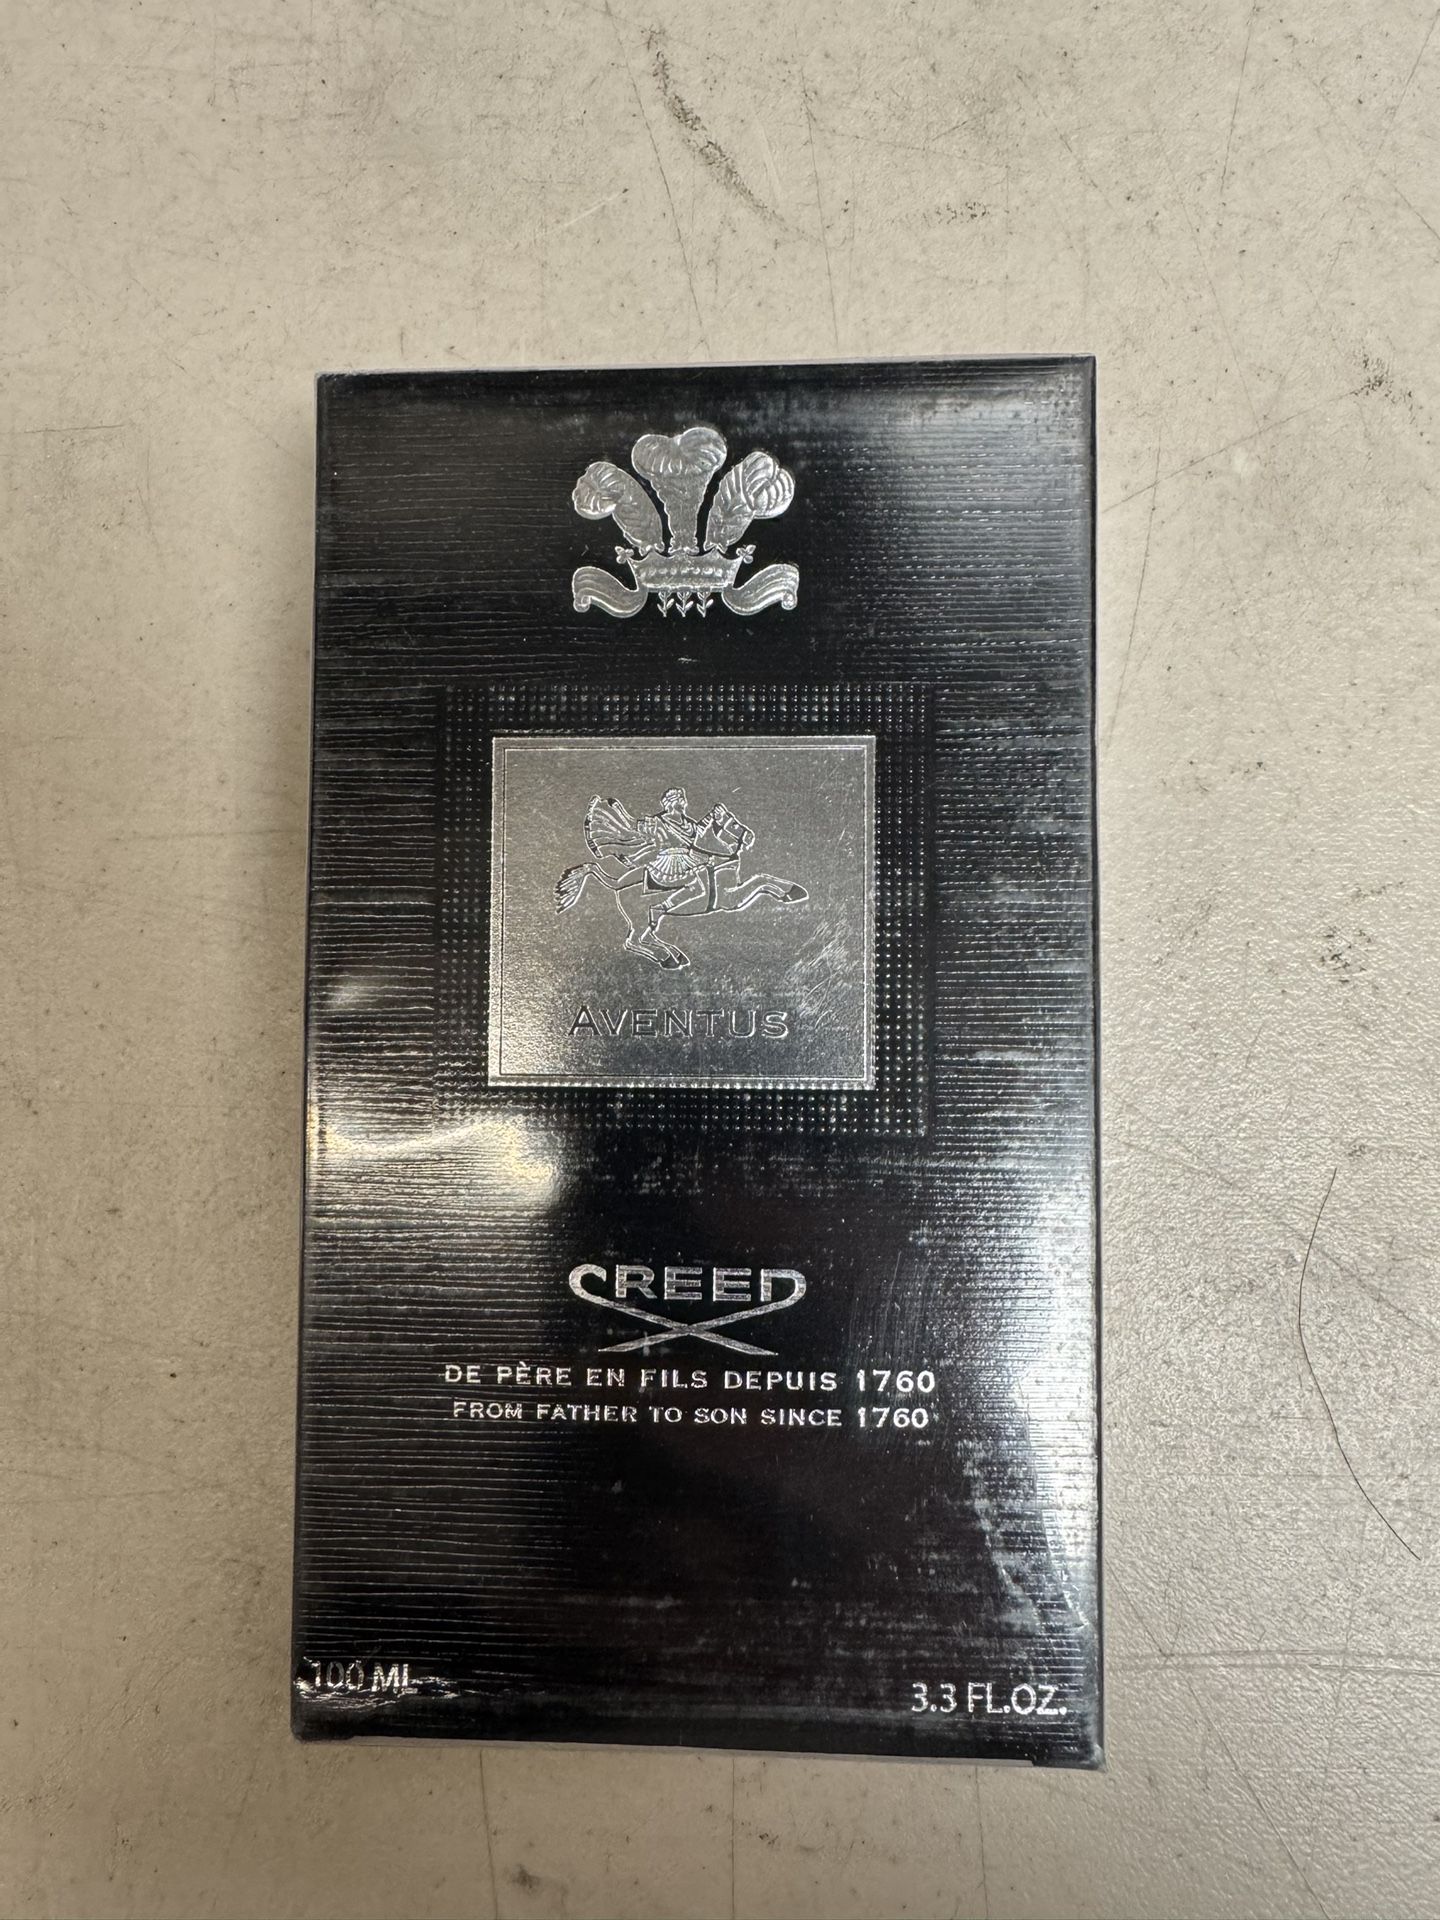 AVENTUS
CREED
DE PÈRE EN FILS DEPUIS 1760
FROM FATHER TO SON SINCE 1760
100 ML
3.3 FL.OZ.